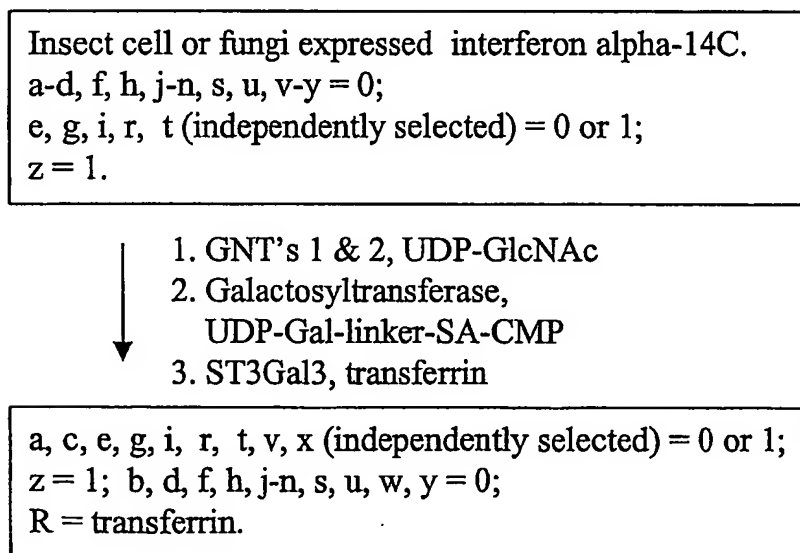 Insect cell or fungi expressed interferon alpha-14C.
a-d, f, h, j-n, s, u, v-y = 0;
e, g, i, r, t (independently selected) = 0 or 1;
z = 1.
1. GNT's 1 & 2, UDP-GlcNAc
2. Galactosyltransferase,
UDP-Gal-linker-SA-CMP
3. ST3Gal3, transferrin
a, c, e, g, i, r, t, v, x (independently selected) = 0 or 1;
z = 1; b, d, f, h, j-n, s, u, w, y = 0;
R = transferrin.